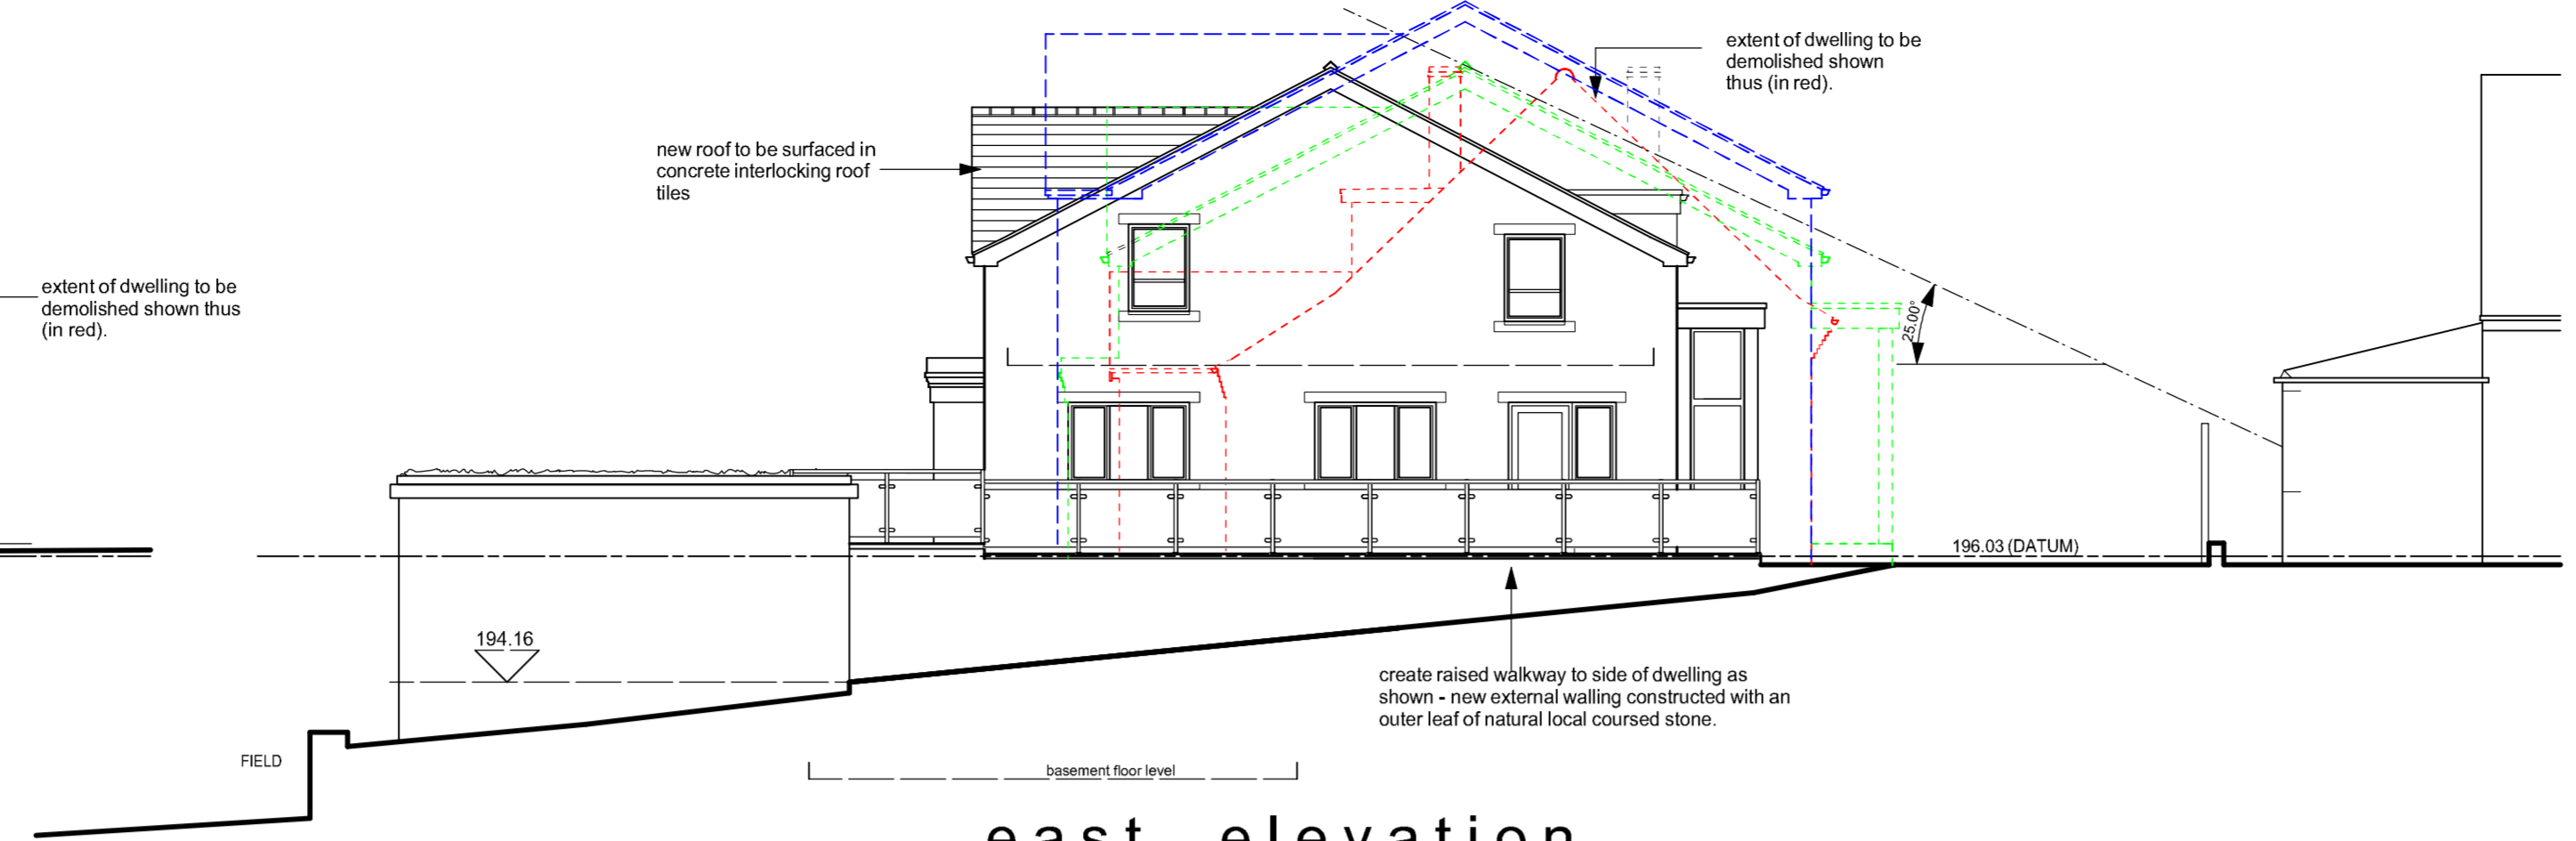 extent of dwelling to be
demolished shown
thus (in red).
new roof to be surfaced in
concrete interlocking roof
tiles
extent of dwelling to be
demolished shown thus
(in red).
25.00°
196.03 (DATUM)
194.16
create raised walkway to side of dwelling as
shown - new external walling constructed with an
outer leaf of natural local coursed stone.
FIELD
basement floor level
east elevation